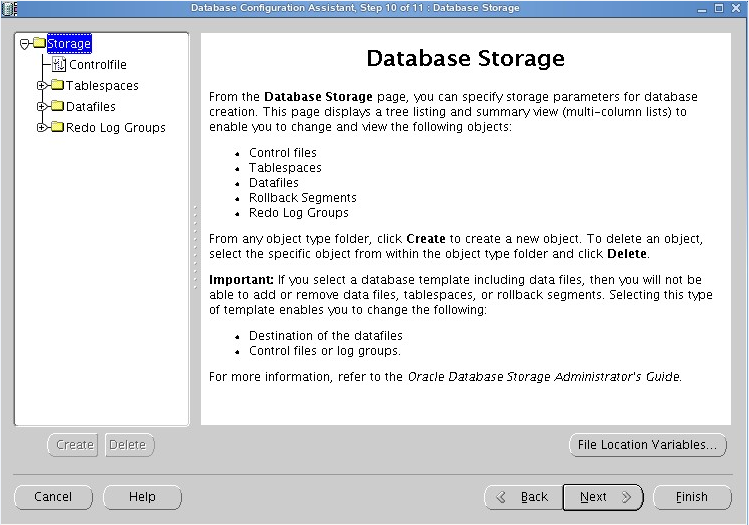 Database Configuration Assistant, Step 10 of 11 : Database Storage
Storage
Controlfile
Tablespaces
Datafiles
Redo Log Groups
Database Storage
From the Database Storage page, you can specify storage parameters for database
creation. This page displays a tree listing and summary view (multi-column lists) to
enable you to change and view the following objects:
• Control files
• Tablespaces
• Datafiles
• Rollback Segments
• Redo Log Groups
From any object type folder, click Create to create a new object. To delete an object,
select the specific object from within the object type folder and click Delete.
Important: If you select a database template including data files, then you will not be
able to add or remove data files, tablespaces, or rollback segments. Selecting this type
of template enables you to change the following:
• Destination of the datafiles
• Control files or log groups.
For more information, refer to the Oracle Database Storage Administrator's Guide.
Create
Delete
File Location Variables...
Cancel
Help
Back
Next
Finish